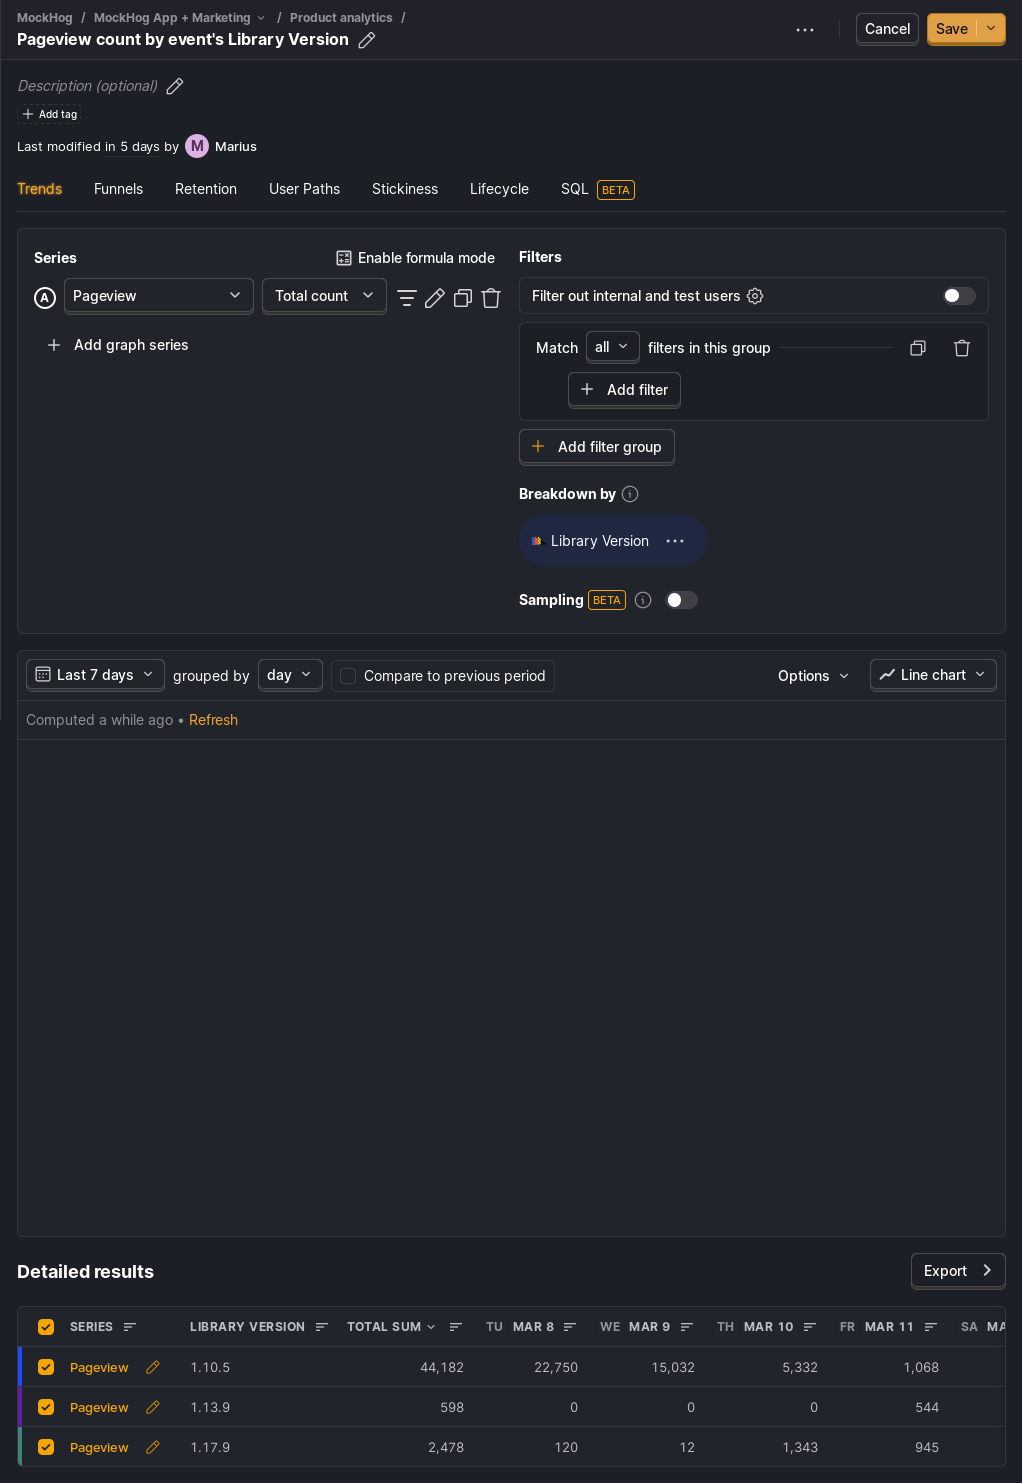 MockHog / MockHog App + Marketing / Product analytics /
Pageview count by event's Library Version
Cancel
Save
Description (optional)
Add tag
Last modified in 5 days by M Marius
Trends Funnels Retention User Paths Stickiness Lifecycle SQL BETA
Series
Enable formula mode
A Pageview Total count
Add graph series
Filters
Filter out internal and test users
Match all filters in this group
Add filter
Add filter group
Breakdown by
Library Version
Sampling BETA
Last 7 days grouped by day Compare to previous period
Options Line chart
Computed a while ago • Refresh
Detailed results
Export
SERIES LIBRARY VERSION TOTAL SUM TU MAR 8 WE MAR 9 TH MAR 10 FR MAR 11 SA
Pageview 1.10.5 44,182 22,750 15,032 5,332 1,068
Pageview 1.13.9 598 0 0 0 544
Pageview 1.17.9 2,478 120 12 1,343 945